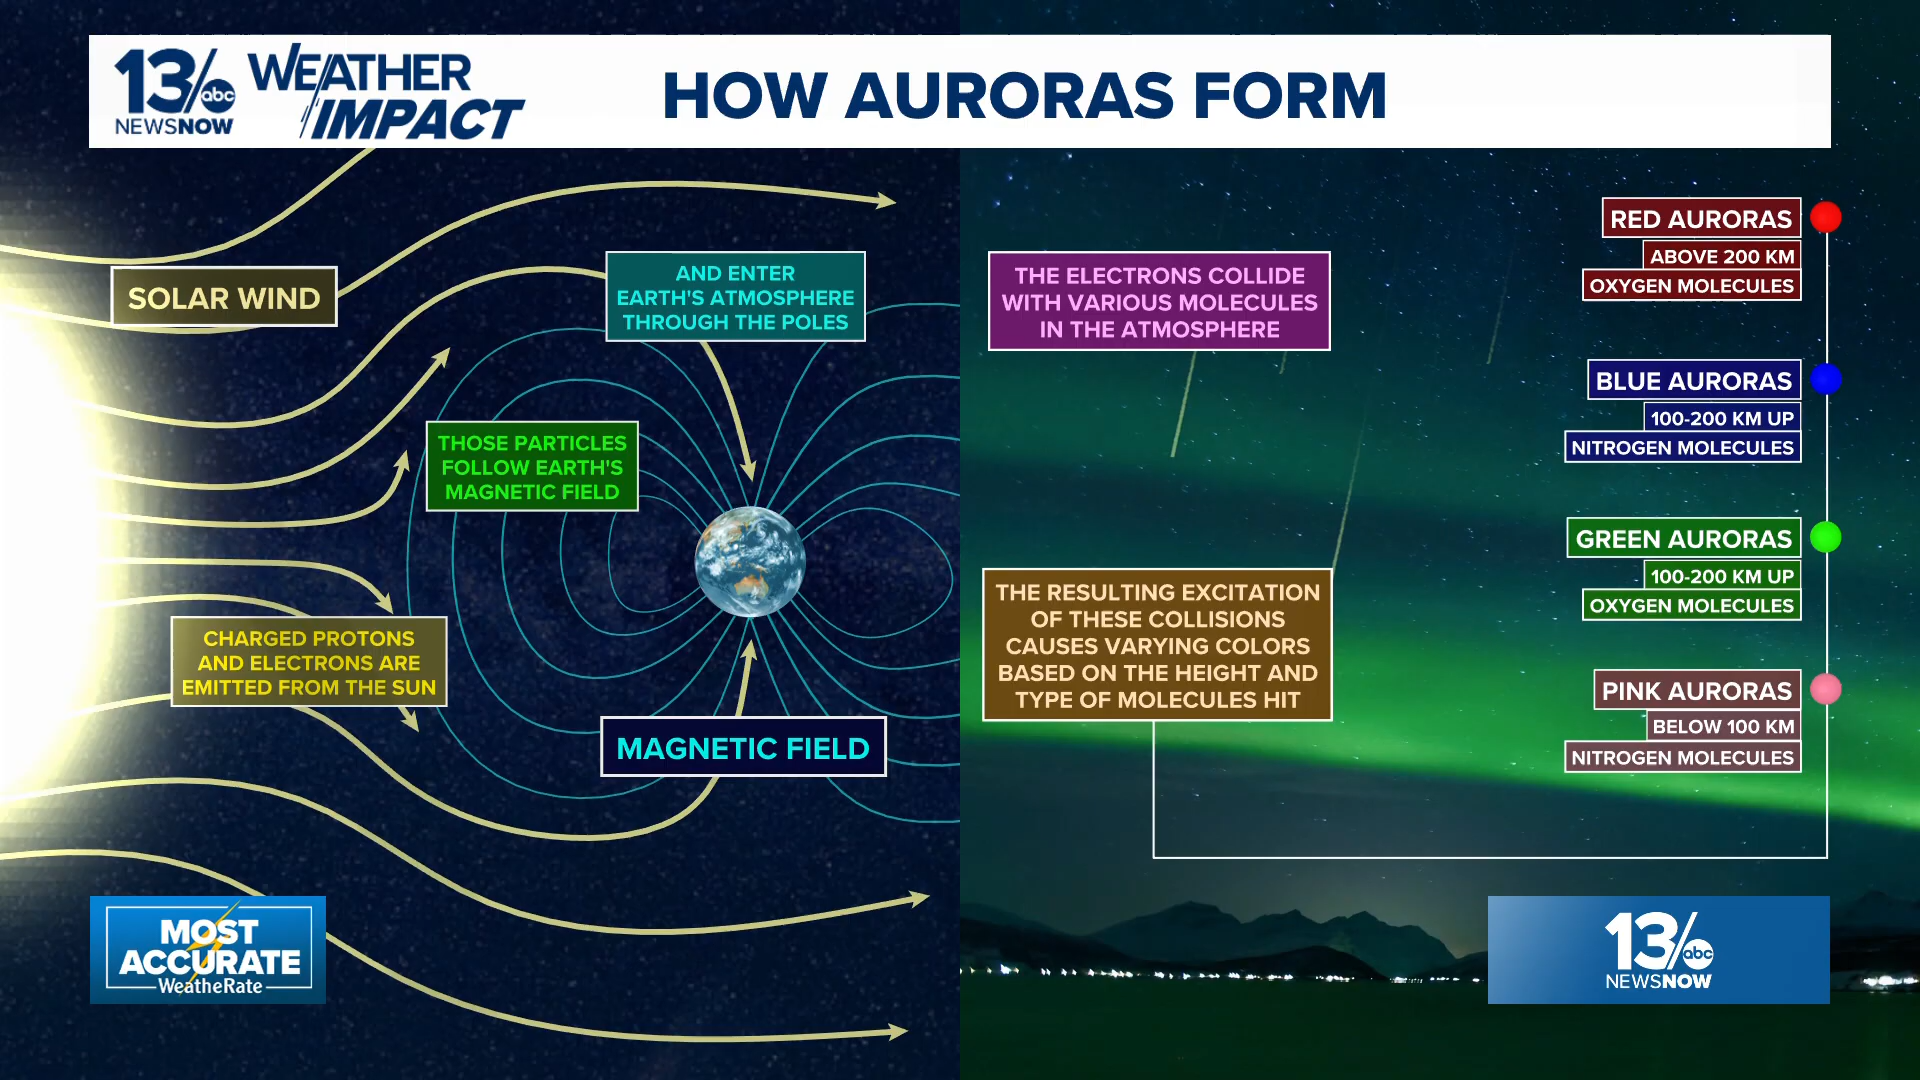 13 abc
NEWSNOW
WEATHER
IMPACT
HOW AURORAS FORM
SOLAR WIND
AND ENTER
EARTH'S ATMOSPHERE
THROUGH THE POLES
THOSE PARTICLES
FOLLOW EARTH'S
MAGNETIC FIELD
CHARGED PROTONS
AND ELECTRONS ARE
EMITTED FROM THE SUN
MAGNETIC FIELD
THE ELECTRONS COLLIDE
WITH VARIOUS MOLECULES
IN THE ATMOSPHERE
THE RESULTING EXCITATION
OF THESE COLLISIONS
CAUSES VARYING COLORS
BASED ON THE HEIGHT AND
TYPE OF MOLECULES HIT
RED AURORAS
ABOVE 200 KM
OXYGEN MOLECULES
BLUE AURORAS
100-200 KM UP
NITROGEN MOLECULES
GREEN AURORAS
100-200 KM UP
OXYGEN MOLECULES
PINK AURORAS
BELOW 100 KM
NITROGEN MOLECULES
MOST
ACCURATE
WeatheRate
13 abc
NEWSNOW